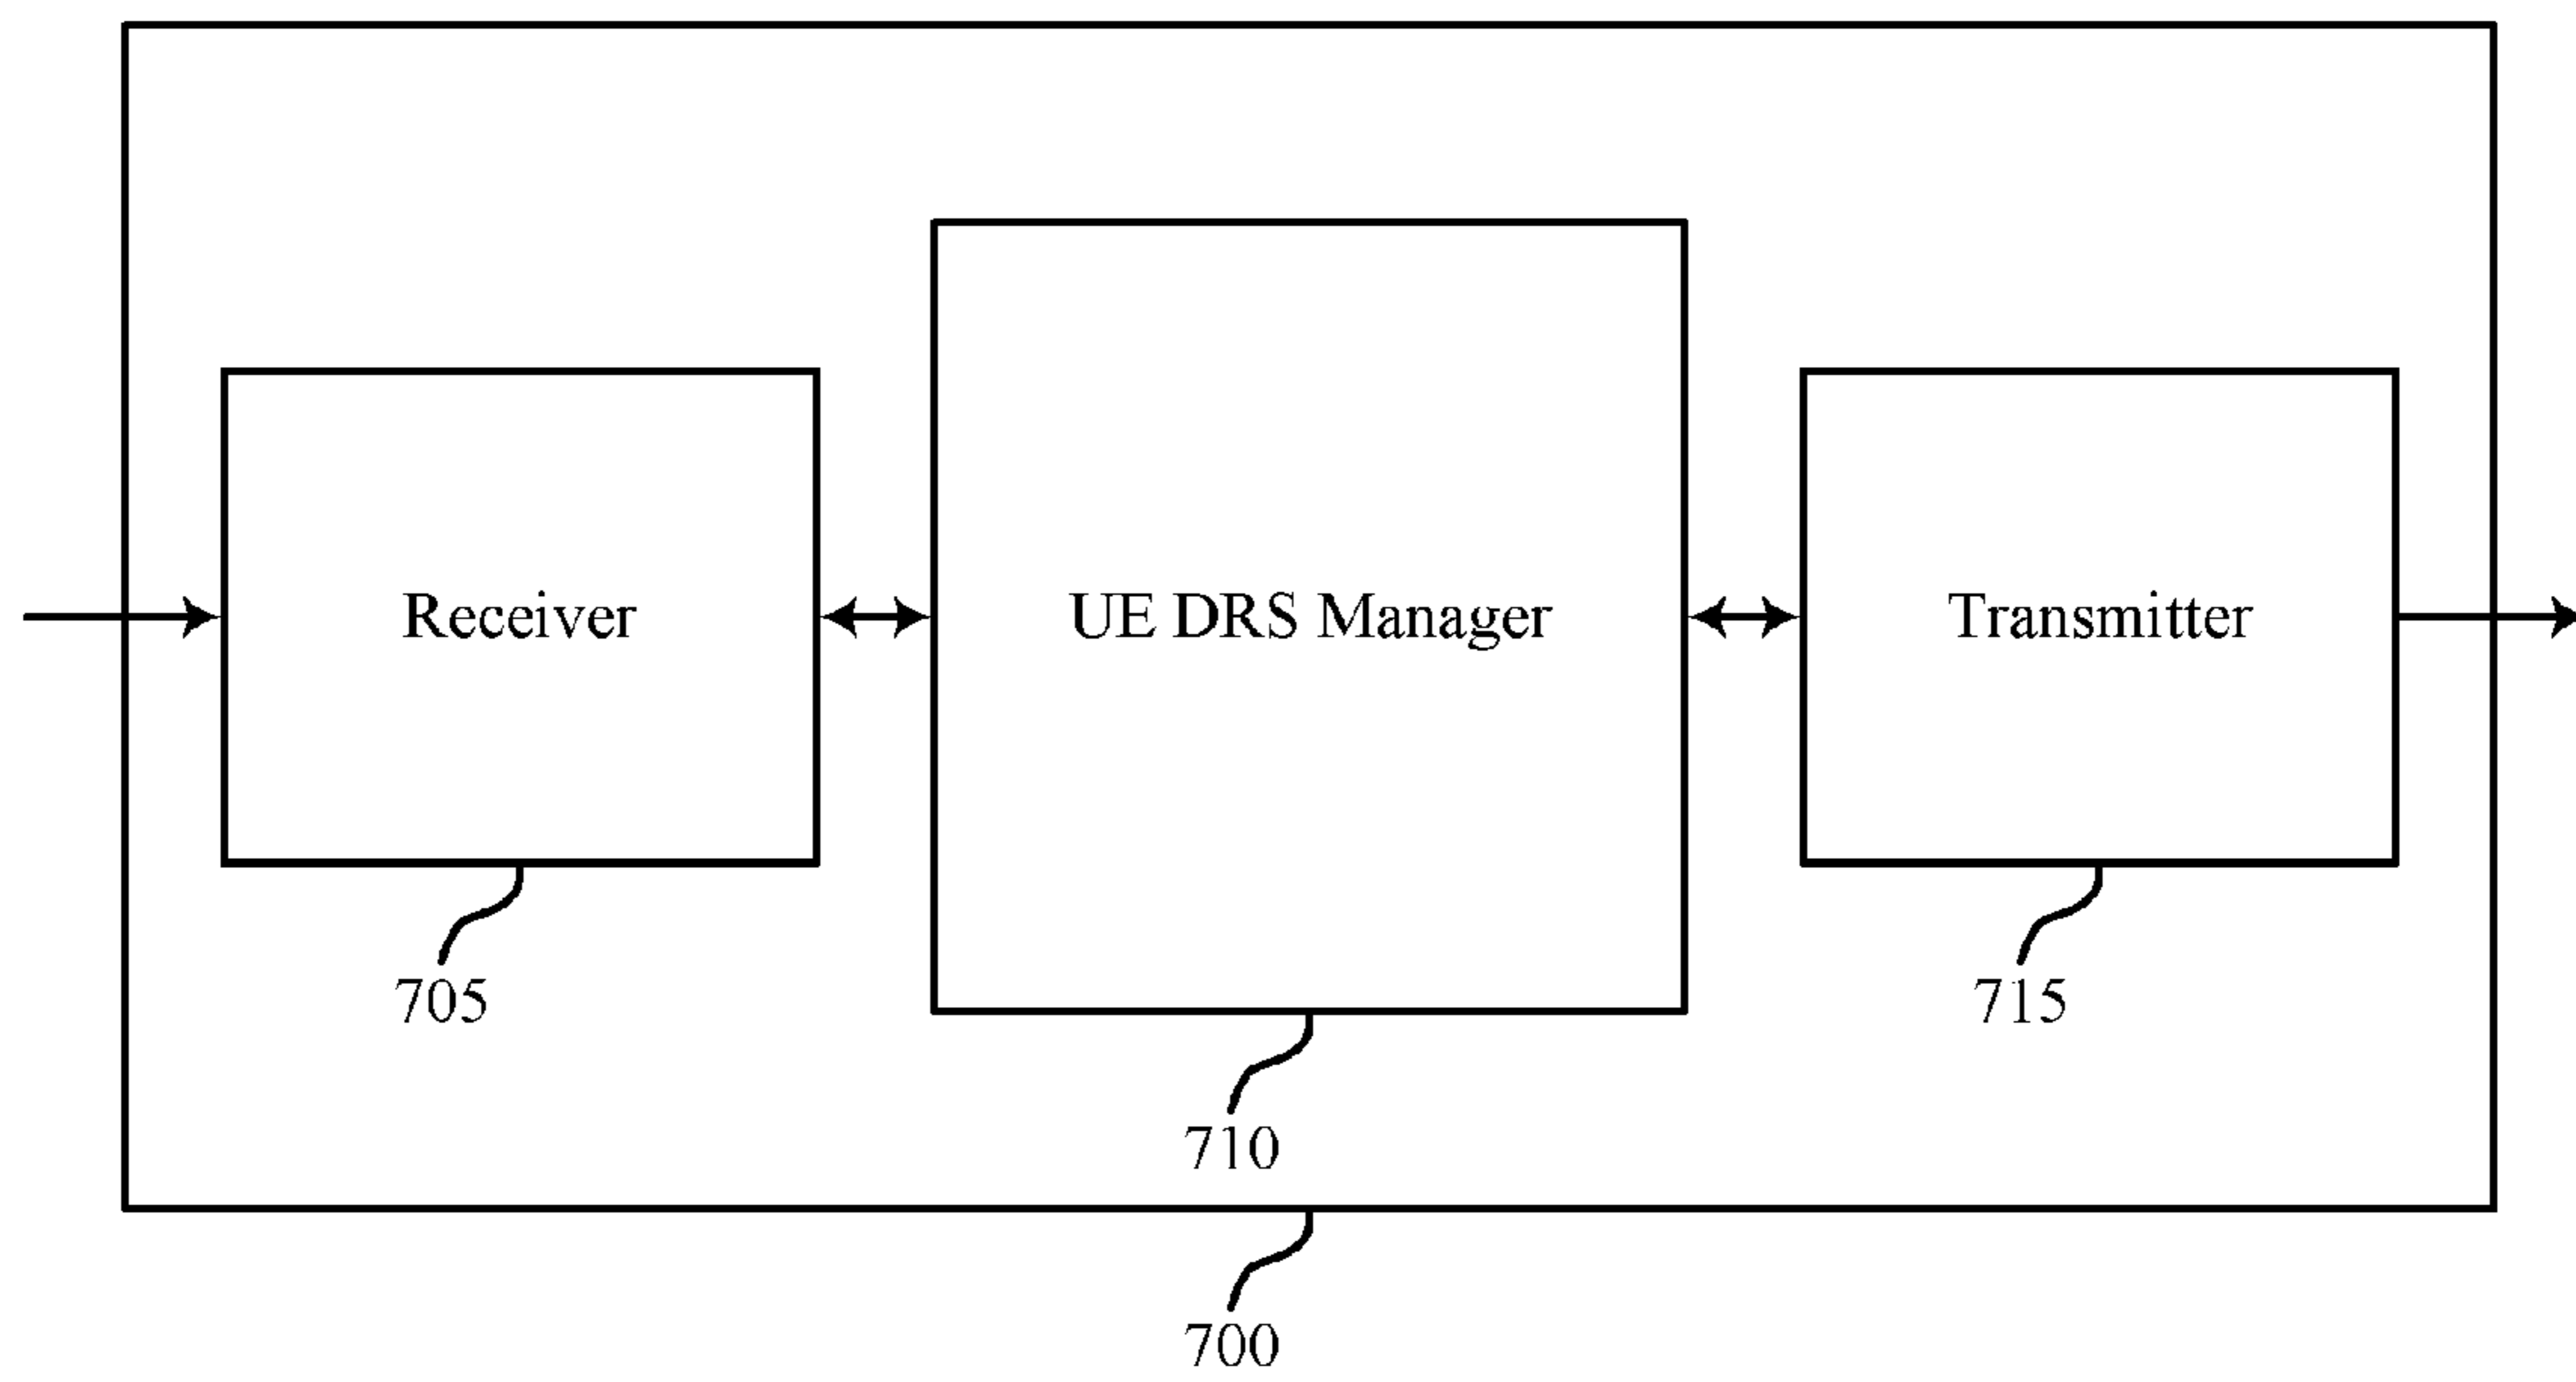 Receiver
UE DRS Manager
Transmitter
705
715
710
700